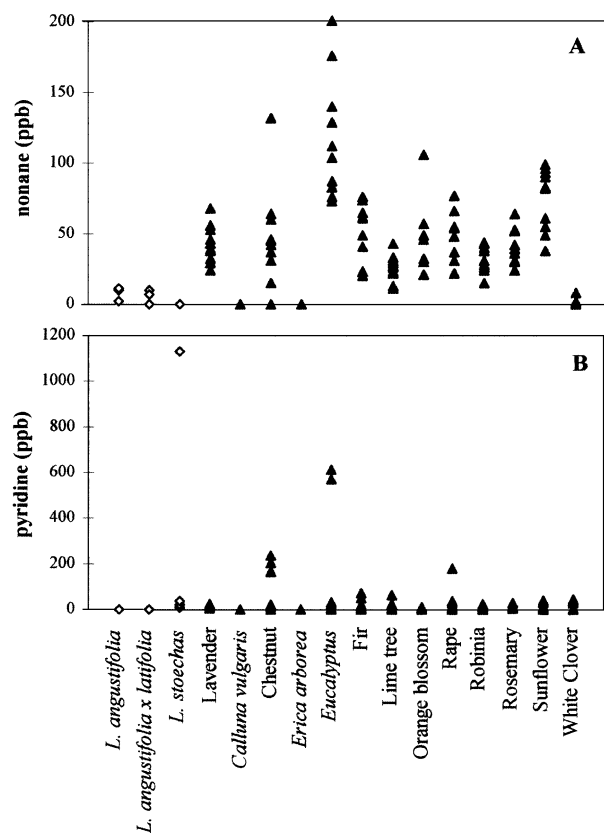 200
A
150
nonane (ppb)
100
50
0
1200
B
1000
pyridine (ppb)
800
600
400
200
0
L. angustifolia
L. angustifolia x latifolia
L. stoechas
Lavender
Calluna vulgaris
Chestnut
Erica arborea
Eucalyptus
Fir
Lime tree
Orange blossom
Rape
Robinia
Rosemary
Sunflower
White Clover